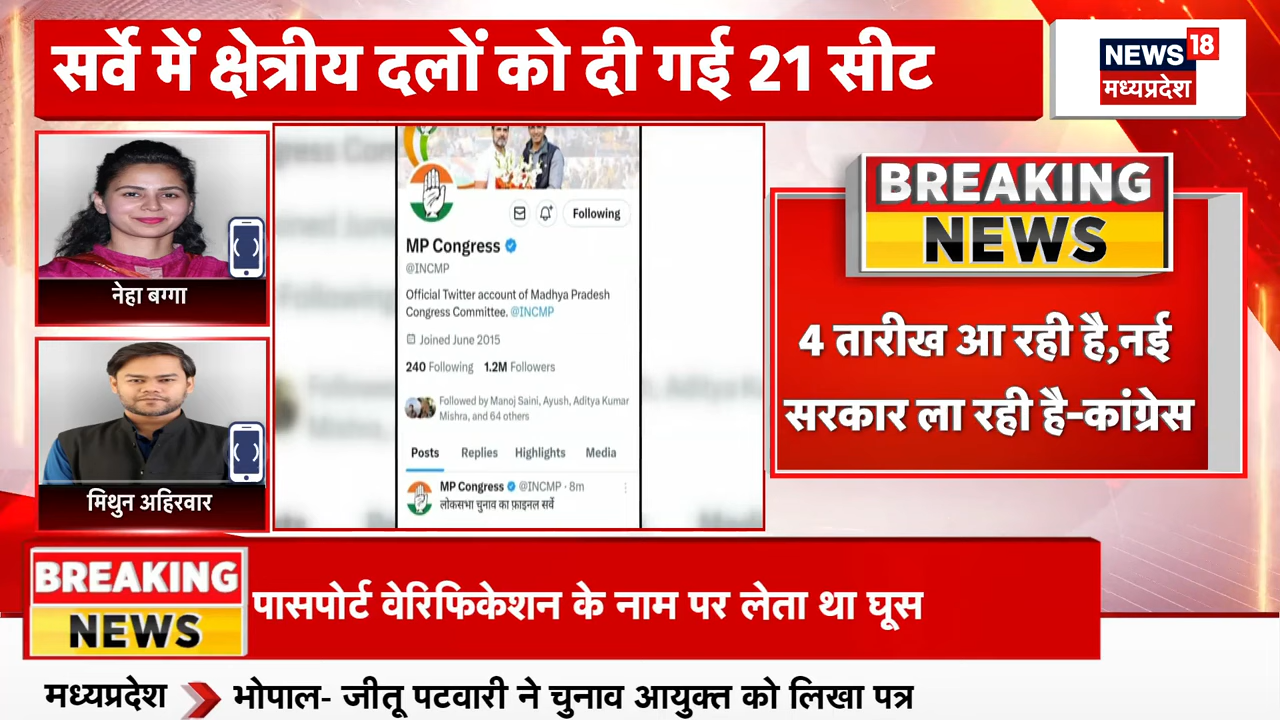 सर्वे में क्षेत्रीय दलों को दी गई 21 सीट
NEWS 18
मध्यप्रदेश
नेहा बग्गा
मिथुन अहिरवार
Following
MP Congress
@INCMP
Official Twitter account of Madhya Pradesh
Congress Committee. @INCMP
Joined June 2015
240 Following 1.2M Followers
Followed by Manoj Saini, Ayush, Aditya Kumar
Mishra, and 64 others
Posts Replies Highlights Media
MP Congress @INCMP · 8m
लोकसभा चुनाव का फ़ाइनल सर्वे
BREAKING
NEWS
4 तारीख आ रही है,नई
सरकार ला रही है-कांग्रेस
BREAKING
NEWS
पासपोर्ट वेरिफिकेशन के नाम पर लेता था घूस
मध्यप्रदेश भोपाल- जीतू पटवारी ने चुनाव आयुक्त को लिखा पत्र